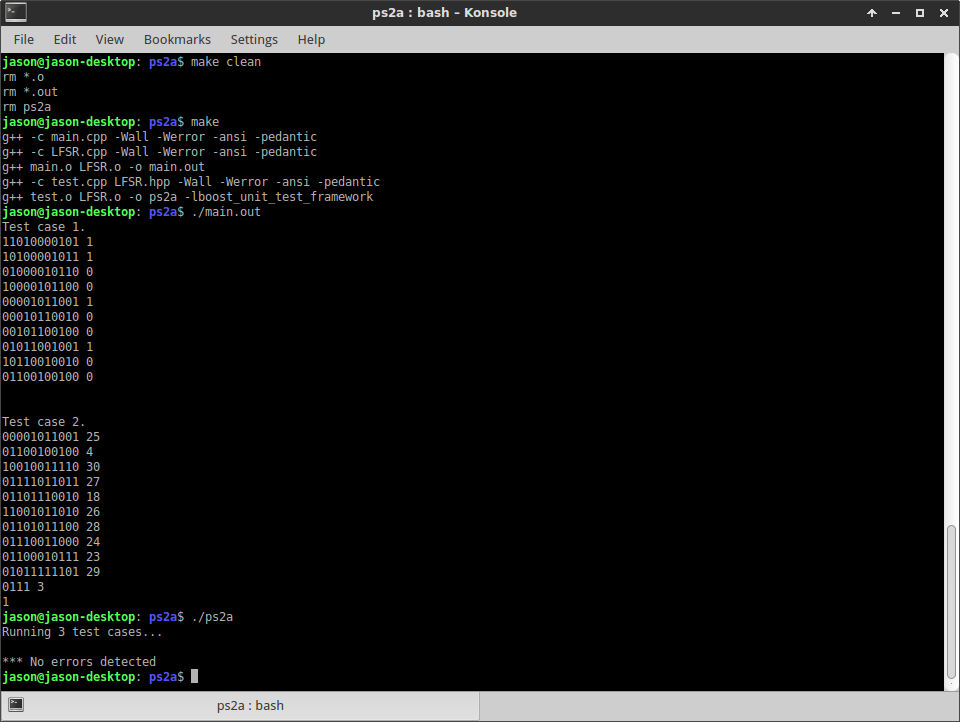 ps2a : bash – Konsole
File Edit View Bookmarks Settings Help
jason@jason-desktop: ps2a$ make clean
rm *.o
rm *.out
rm ps2a
jason@jason-desktop: ps2a$ make
g++ -c main.cpp -Wall -Werror -ansi -pedantic
g++ -c LFSR.cpp -Wall -Werror -ansi -pedantic
g++ main.o LFSR.o -o main.out
g++ -c test.cpp LFSR.hpp -Wall -Werror -ansi -pedantic
g++ test.o LFSR.o -o ps2a -lboost_unit_test_framework
jason@jason-desktop: ps2a$ ./main.out
Test case 1.
11010000101 1
10100001011 1
01000010110 0
10000101100 0
00001011001 1
00010110010 0
00101100100 0
01011001001 1
10110010010 0
01100100100 0
Test case 2.
00001011001 25
01100100100 4
10010011110 30
01111011011 27
01101110010 18
11001011010 26
01101011100 28
01110011000 24
01100010111 23
01011111101 29
0111 3
1
jason@jason-desktop: ps2a$ ./ps2a
Running 3 test cases...
*** No errors detected
jason@jason-desktop: ps2a$
ps2a : bash